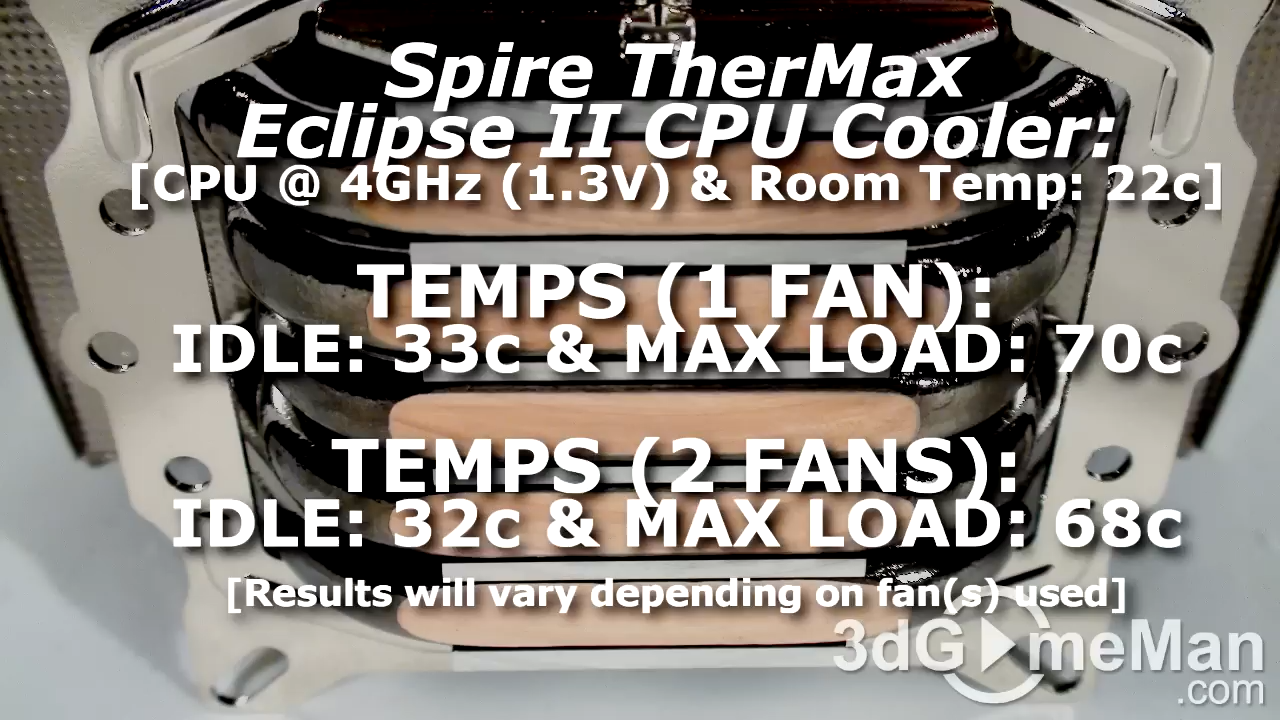 Spire TherMax
Eclipse II CPU Cooler:
[CPU @ 4GHz (1.3V) & Room Temp: 22c]
TEMPS (1 FAN):
IDLE: 33c & MAX LOAD: 70c
TEMPS (2 FANS):
IDLE: 32c & MAX LOAD: 68c
[Results will vary depending on fan(s) used]
3dGameMan
.com